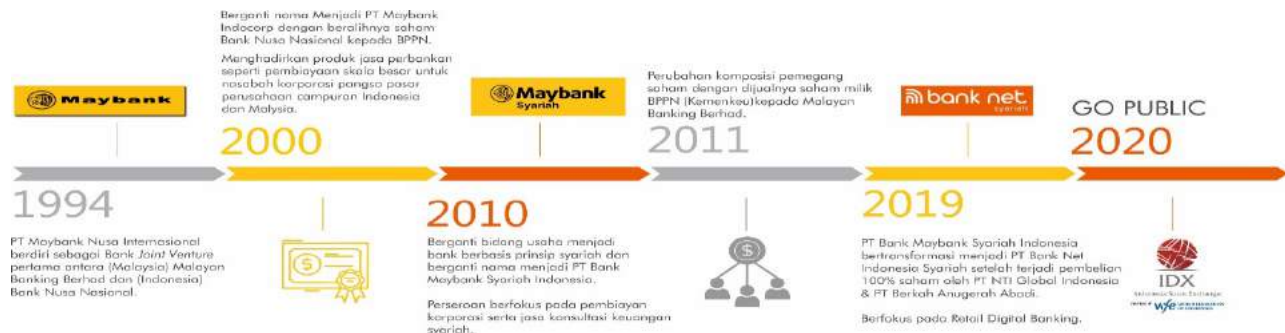 Maybank
1994
PT Maybank Nusa Internasional
berdiri sebagai Bank Joint Venture
pertama antara (Malaysia) Malayan
Banking Berhad dan (Indonesia)
Bank Nusa Nasional.
Berganti nama Menjadi PT Maybank
Indocorp dengan beralihnya saham
Bank Nusa Nasional kepada BPPN.
Menghadirkan produk jasa perbankan
seperti pembiayaan skala besar untuk
nasabah korporasi pangsa pasar
perusahaan campuran Indonesia
dan Malysia.
2000
Maybank
Syariah
2010
Berganti bidang usaha menjadi
bank berbasis prinsip syariah dan
berganti nama menjadi PT Bank
Maybank Syariah Indonesia.
Perseroan berfokus pada pembiayan
korporasi serta jasa konsultasi keuangan
syariah.
Perubahan komposisi pemegang
saham dengan dijualnya saham milik
BPPN (Kemenkeu)kepada Malayan
Banking Berhad.
2011
bank net
syariah
2019
PT Bank Maybank Syariah Indonesia
bertransformasi menjadi PT Bank Net
Indonesia Syariah setelah terjadi pembelian
100% saham oleh PT NTI Global Indonesia
& PT Berkah Anugerah Abadi.
Berfokus pada Retail Digital Banking.
GO PUBLIC
2020
IDX
Indonesia Stock Exchange
wfe